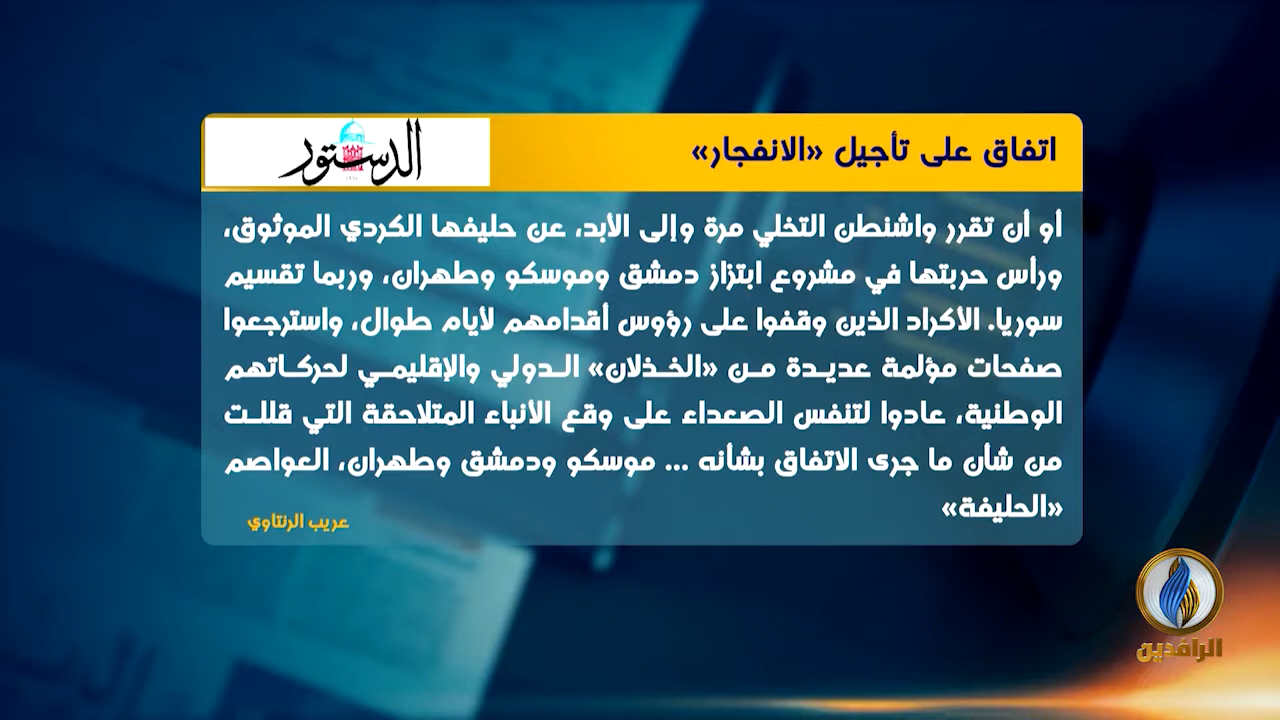 اتفاق على تأجيل «الانفجار»
الدستور
أو أن تقرر واشنطن التخلي مرة وإلى الأبد، عن حليفها الكردي الموثوق،
ورأس حربتها في مشروع ابتزاز دمشق وموسكو وطهران، وربما تقسيم
سوريا. الأكراد الذين وقفوا على رؤوس أقدامهم لأيام طوال، واسترجعوا
صفحات مؤلمة عديدة من «الخذلان» الدولي والإقليمي لحركاتهم
الوطنية، عادوا لتنفس الصعداء على وقع الأنباء المتلاحقة التي قللت
من شأن ما جرى الاتفاق بشأنه ... موسكو ودمشق وطهران، العواصم
«الحليفة»
عريب الرنتاوي
الرافدين